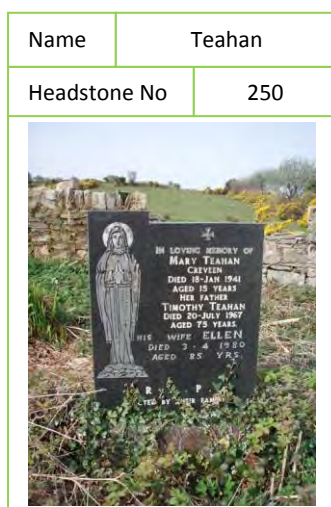 Name Teahan
Headstone No 250
IN LOVING MEMORY OF
MARY TEAHAN
CREVEEN
DIED 18-JAN 1941
AGED 15 YEARS
HER FATHER
TIMOTHY TEAHAN
DIED 20-JULY 1967
AGED 75 YEARS.
HIS WIFE ELLEN
DIED 3-4 1980
AGED 85 YRS.
R P
BY THEIR